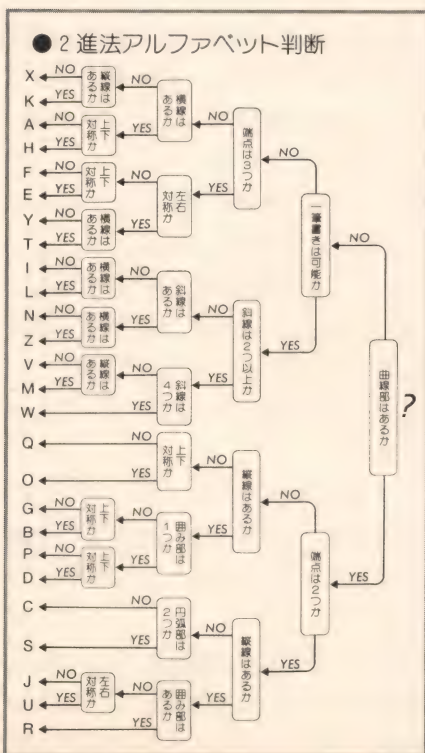 ●2進法アルファベット判断
?
曲線部はあるか
NO
YES
一筆書きは可能か
NO
YES
端点は2つか
NO
YES
端点は3つか
NO
YES
斜線は2つ以上か
NO
YES
縦線はあるか
NO
YES
縦線はあるか
NO
YES
横線は
あるか
NO
YES
左右
対称か
NO
YES
斜線は
あるか
NO
YES
斜線は
4つか
NO
YES
上下
対称か
NO
YES
囲み部は
1つか
NO
YES
円弧部は
2つか
NO
YES
囲み部は
あるか
NO
YES
縦線は
あるか
NO
YES
上下
対称か
NO
YES
上下
対称か
NO
YES
横線は
あるか
NO
YES
横線は
あるか
NO
YES
横線は
あるか
NO
YES
縦線は
あるか
NO
YES
上下
対称か
NO
YES
上下
対称か
NO
YES
左右
対称か
NO
YES
X
K
A
H
F
E
Y
T
I
L
N
Z
V
M
W
Q
O
G
B
P
D
C
S
J
U
R